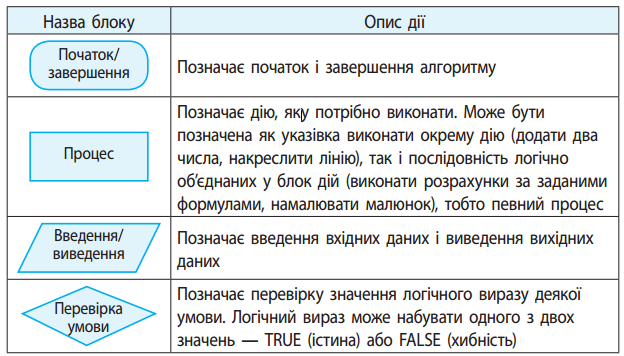 Назва блоку
Опис дії
Початок/
завершення
Позначає початок і завершення алгоритму
Процес
Позначає дію, яку потрібно виконати. Може бути
позначена як указівка виконати окрему дію (додати два
числа, накреслити лінію), так і послідовність логічно
об’єднаних у блок дій (виконати розрахунки за заданими
формулами, намалювати малюнок), тобто певний процес
Введення/
виведення
Позначає введення вхідних даних і виведення вихідних
даних
Перевірка
умови
Позначає перевірку значення логічного виразу деякої
умови. Логічний вираз може набувати одного з двох
значень — TRUE (істина) або FALSE (хибність)